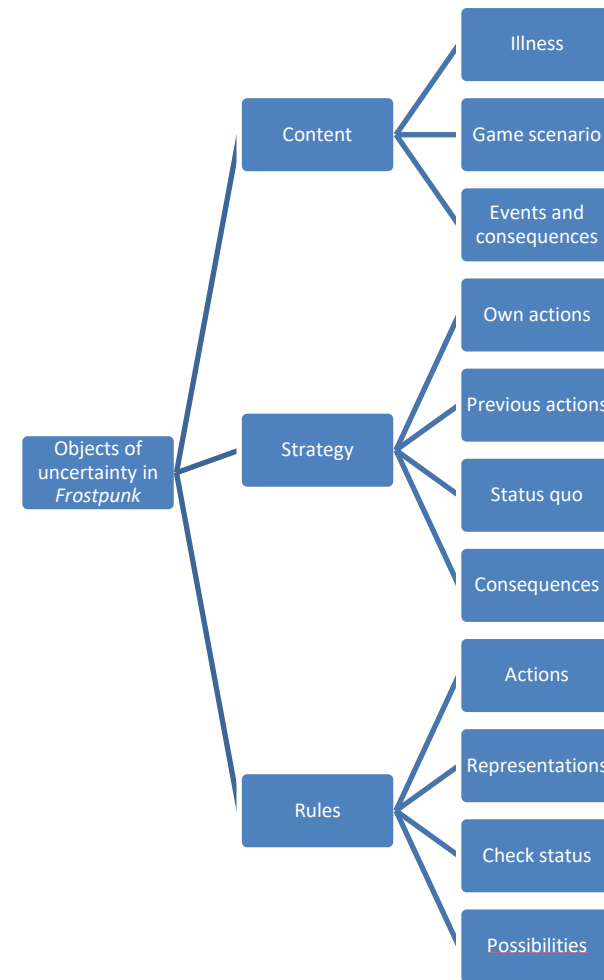 Objects of
uncertainty in
Frostpunk
Content
Illness
Game scenario
Events and
consequences
Strategy
Own actions
Previous actions
Status quo
Consequences
Rules
Actions
Representations
Check status
Possibilities